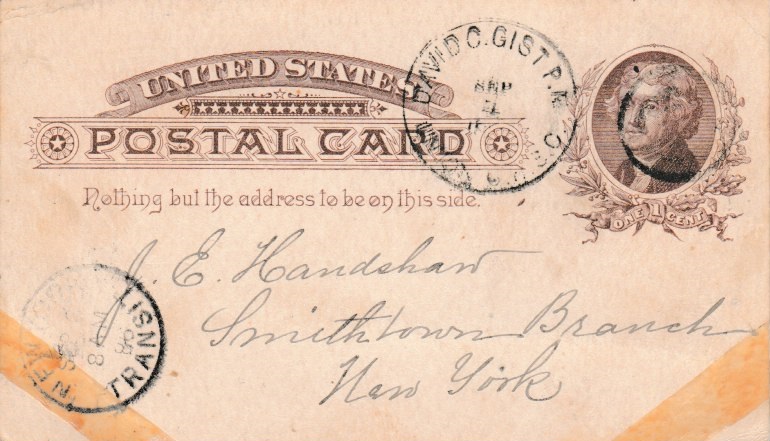 UNITED STATES
POSTAL CARD
Nothing but the address to be on this side.
DAVID C. GIST P.M.
SEP
ONE 1 CENT
J. E. Handshaw
Smithtown Branch
New York
TRANSIT